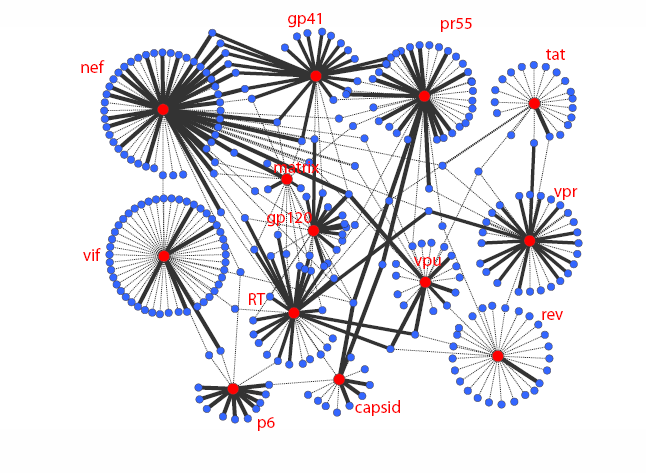 gp41
pr55
tat
nef
matrix
vpr
gp120
vif
vpu
RT
rev
capsid
p6